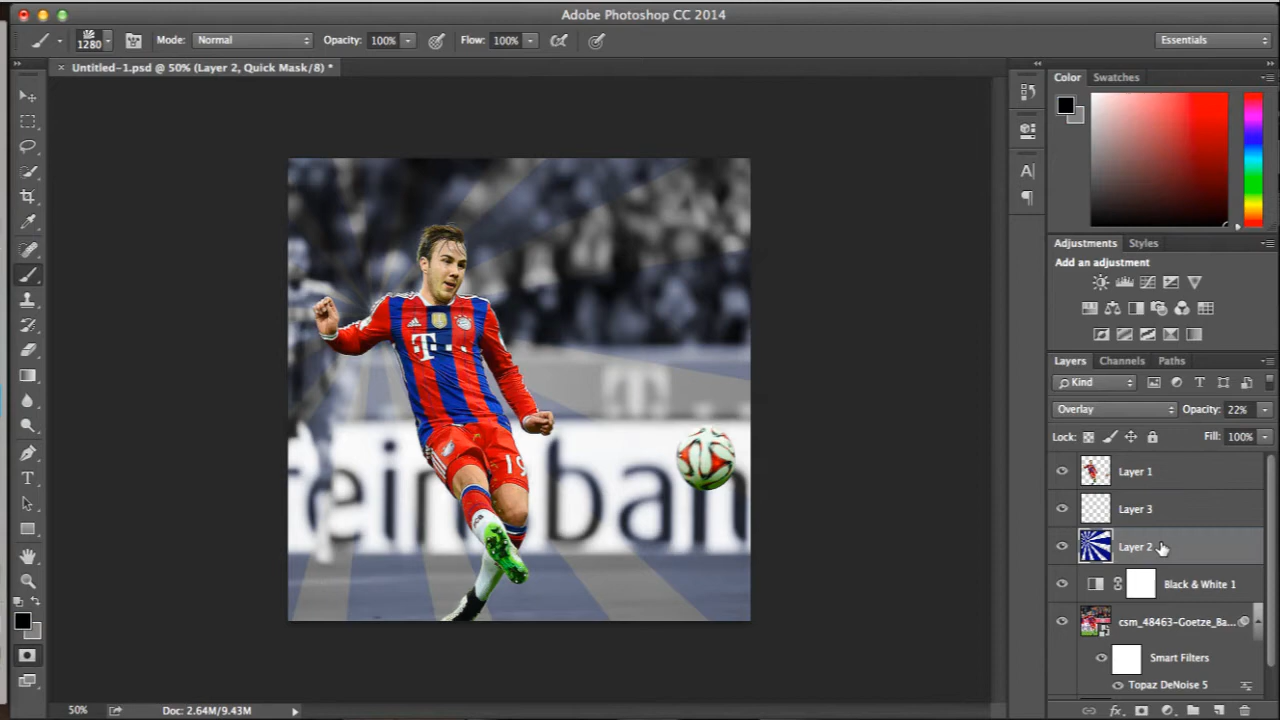 Adobe Photoshop CC 2014
1280
Mode: Normal
Opacity: 100%
Flow: 100%
Essentials
× Untitled-1.psd @ 50% (Layer 2, Quick Mask/8) *
Color
Swatches
T
19
einsban
Adjustments
Styles
Add an adjustment
Layers
Channels
Paths
Kind
Overlay
Opacity: 22%
Lock:
Fill: 100%
Layer 1
Layer 3
Layer 2
Black & White 1
csm_48463-Goetze_Ba...
Smart Filters
Topaz DeNoise 5
50%
Doc: 2.64M/9.43M